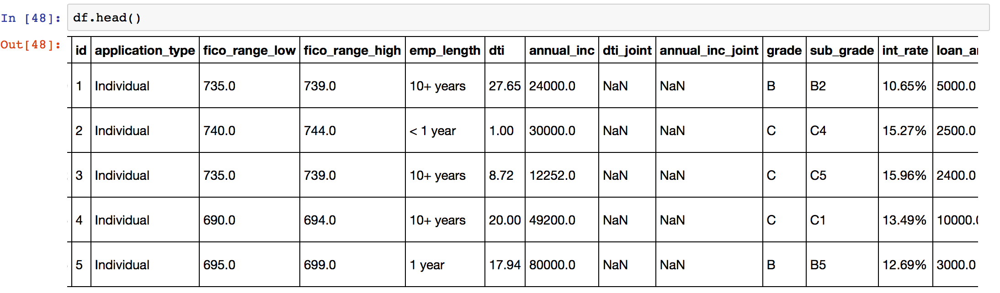 In [48]: df.head()
Out[48]:
id application_type fico_range_low fico_range_high emp_length dti annual_inc dti_joint annual_inc_joint grade sub_grade int_rate loan_a
1 Individual 735.0 739.0 10+ years 27.65 24000.0 NaN NaN B B2 10.65% 5000.0
2 Individual 740.0 744.0 < 1 year 1.00 30000.0 NaN NaN C C4 15.27% 2500.0
3 Individual 735.0 739.0 10+ years 8.72 12252.0 NaN NaN C C5 15.96% 2400.0
4 Individual 690.0 694.0 10+ years 20.00 49200.0 NaN NaN C C1 13.49% 10000.
5 Individual 695.0 699.0 1 year 17.94 80000.0 NaN NaN B B5 12.69% 3000.0